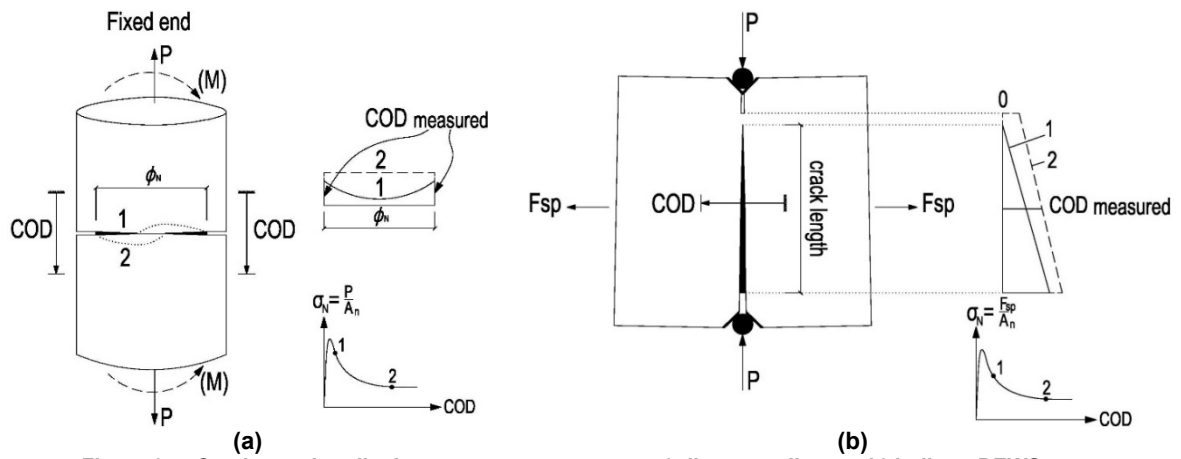 Fixed end
P
(M)
COD measured
ϕN
1
2
COD
COD
1
2
ϕN
σN = P/An
1
2
COD
(M)
P
(a)
P
0
1
2
Fsp
COD
crack length
Fsp
COD measured
σN = Fsp/An
1
2
COD
P
(b)